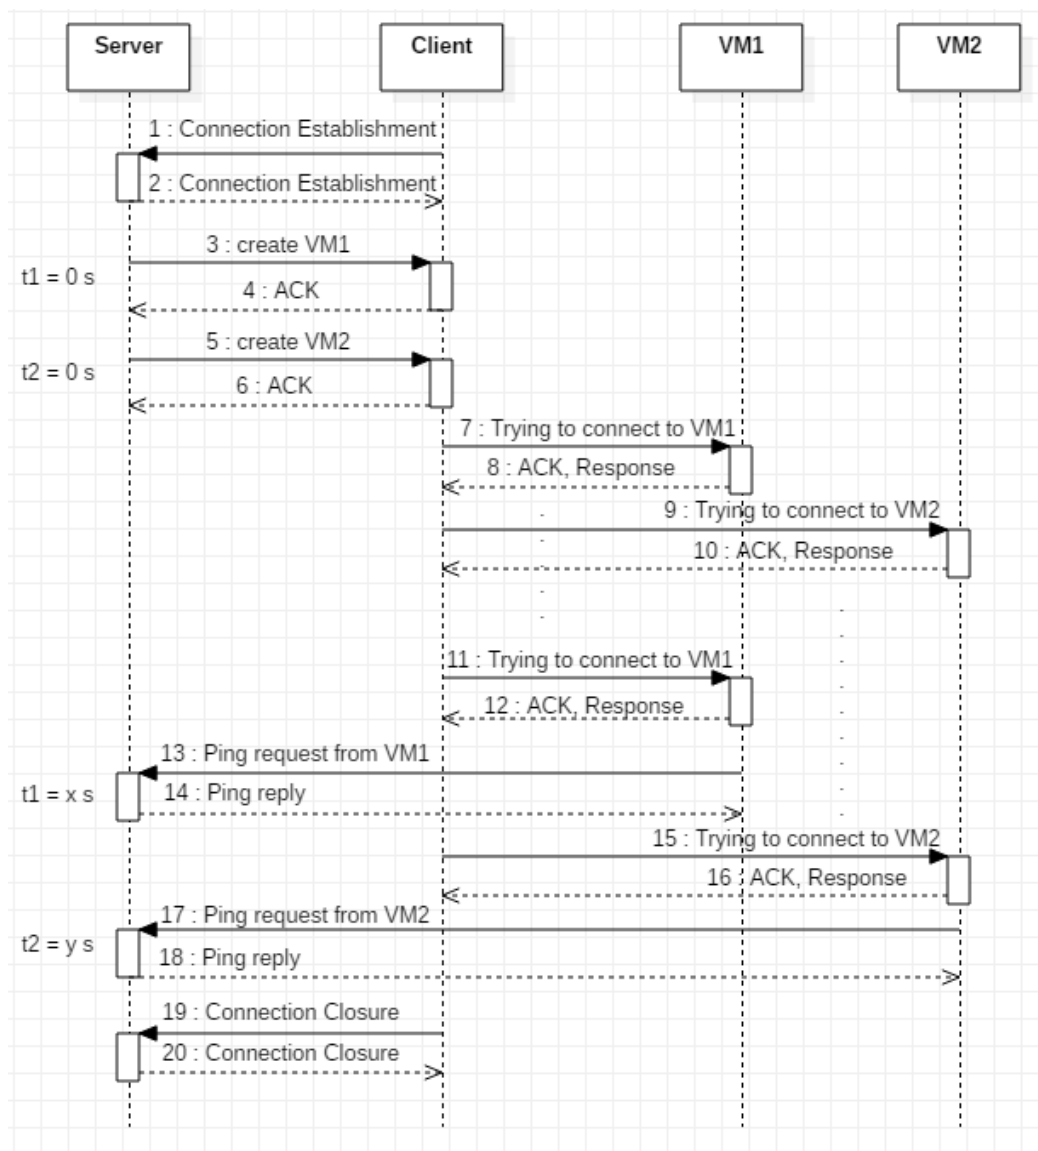 Server
Client
VM1
VM2
1 : Connection Establishment
2 : Connection Establishment
3 : create VM1
t1 = 0 s
4 : ACK
5 : create VM2
t2 = 0 s
6 : ACK
7 : Trying to connect to VM1
8 : ACK, Response
9 : Trying to connect to VM2
10 : ACK, Response
11 : Trying to connect to VM1
12 : ACK, Response
13 : Ping request from VM1
t1 = x s
14 : Ping reply
15 : Trying to connect to VM2
16 : ACK, Response
17 : Ping request from VM2
t2 = y s
18 : Ping reply
19 : Connection Closure
20 : Connection Closure